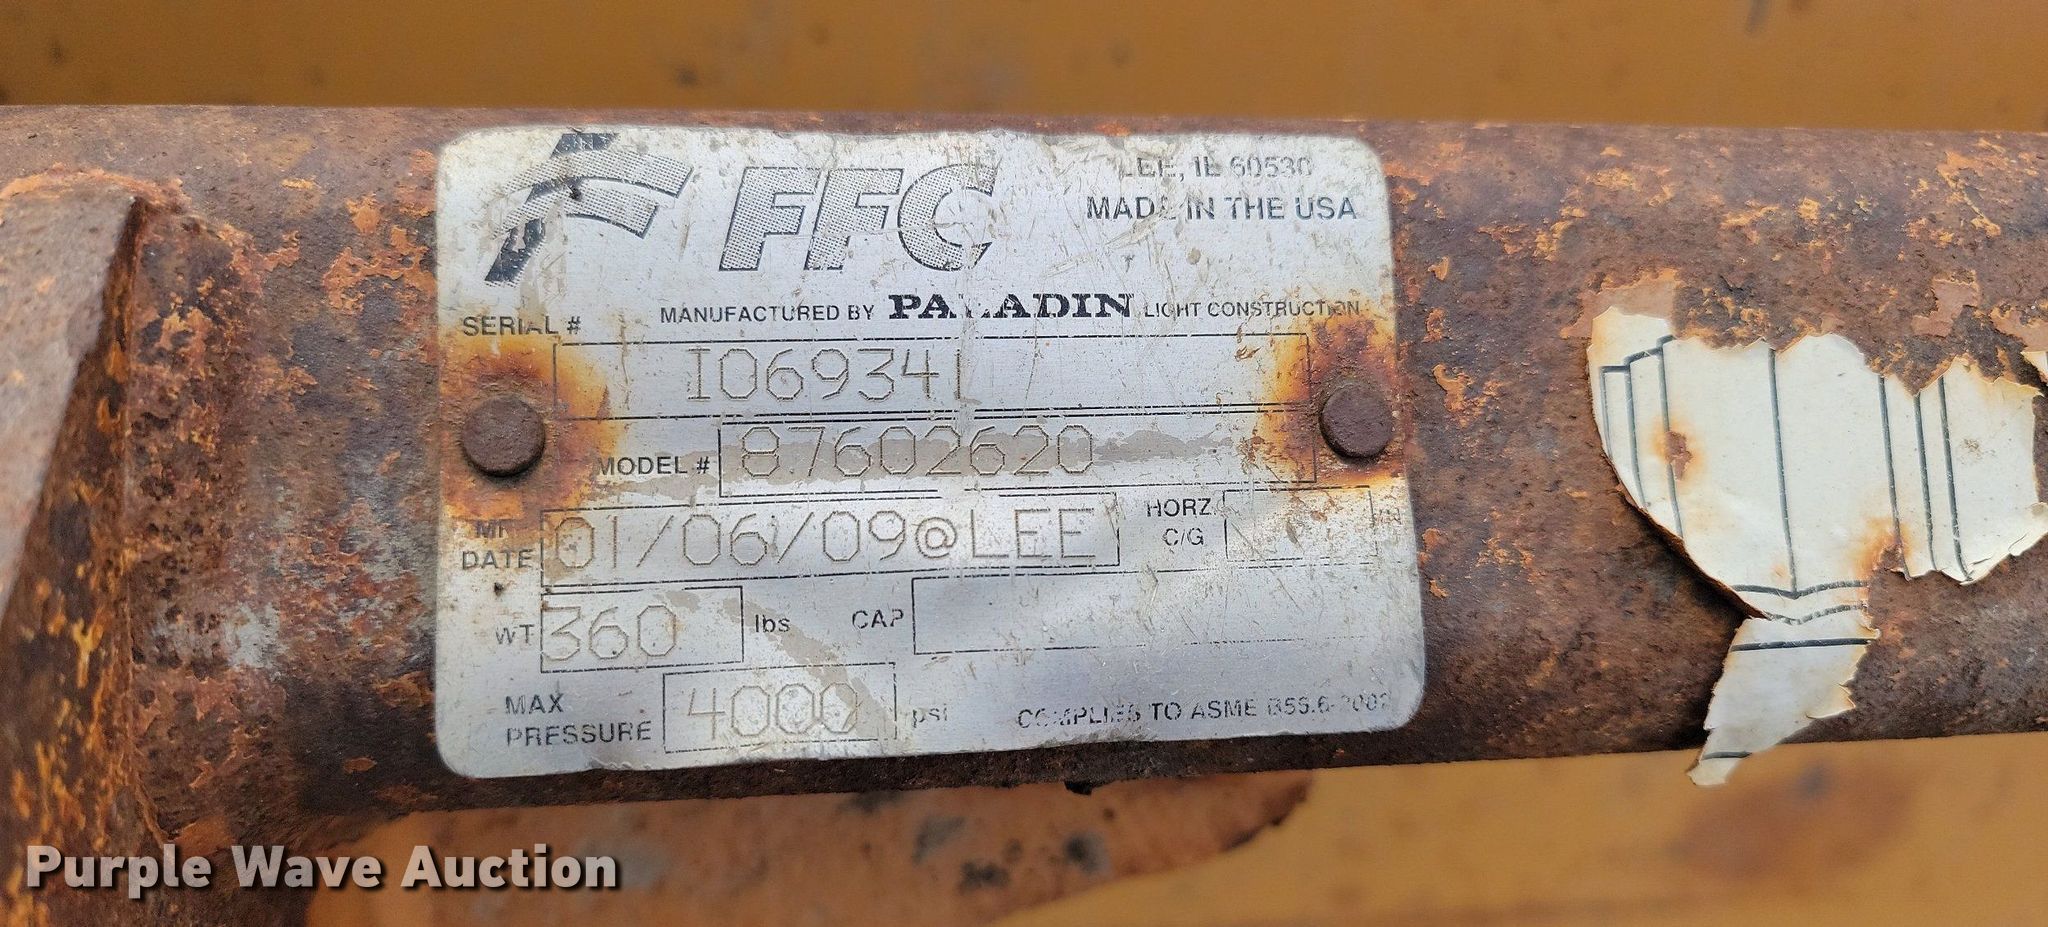 FFC
LEE, IL 60530
MADE IN THE USA
MANUFACTURED BY PALADIN LIGHT CONSTRUCTION
SERIAL #
I069341
MODEL # 87602620
DATE 01/06/09@LEE
HORZ.
C/G
WT 360 lbs CAP
MAX
PRESSURE 4000 psi
COMPLIES TO ASME B56.6-2002
Purple Wave Auction